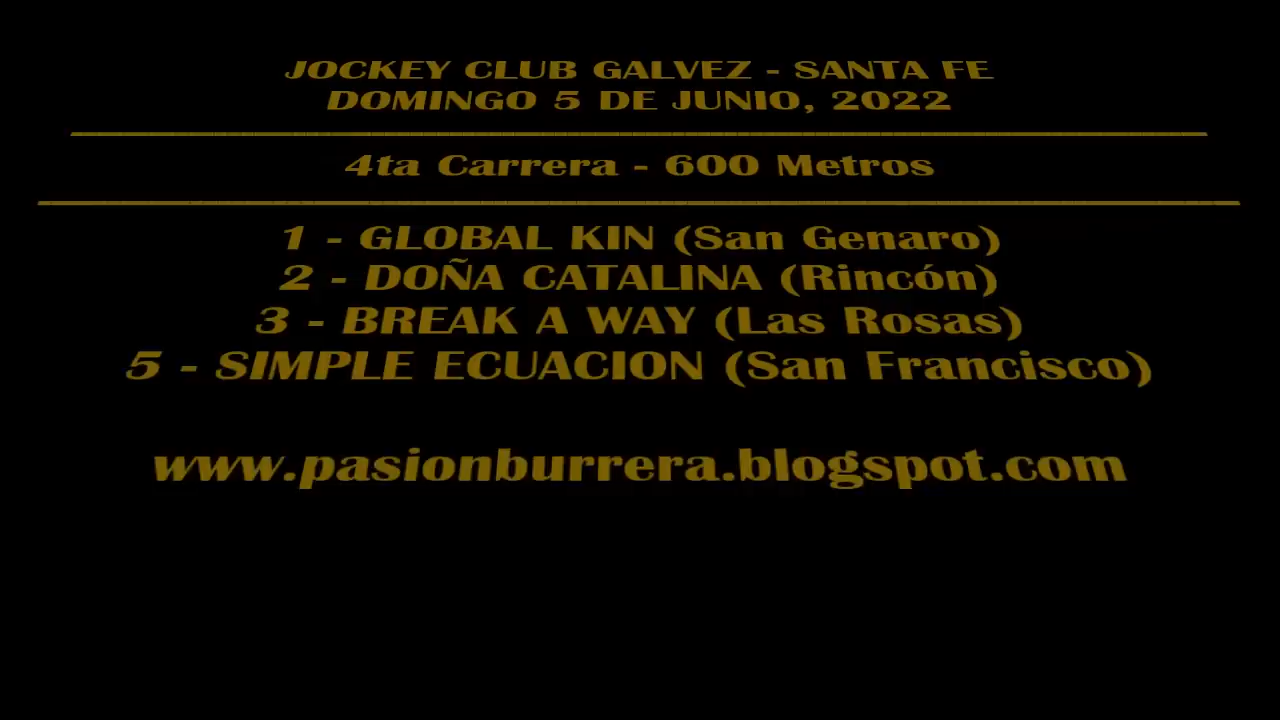 JOCKEY CLUB GALVEZ - SANTA FE
DOMINGO 5 DE JUNIO, 2022
4ta Carrera - 600 Metros
1 - GLOBAL KIN (San Genaro)
2 - DOÑA CATALINA (Rincón)
3 - BREAK A WAY (Las Rosas)
5 - SIMPLE ECUACION (San Francisco)
www.pasionburrera.blogspot.com